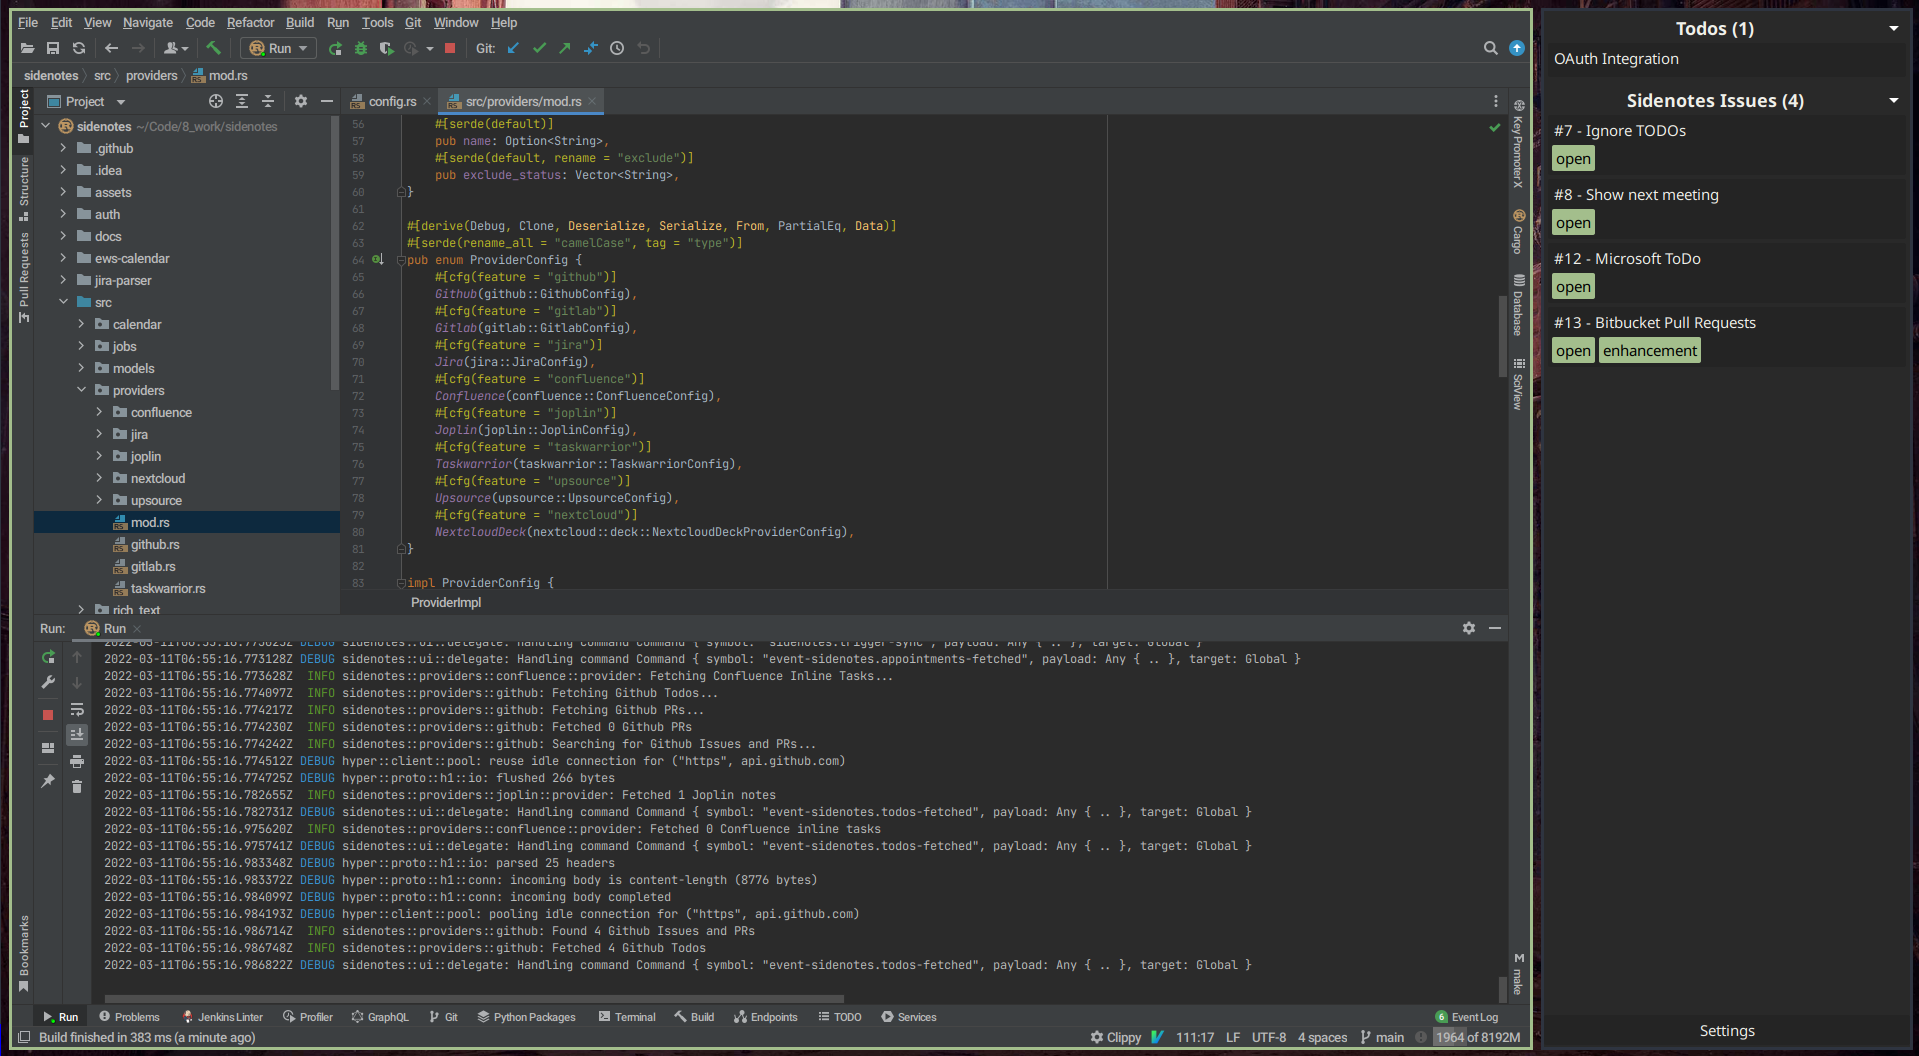 File Edit View Navigate Code Refactor Build Run Tools Git Window Help
Run Git:
sidenotes src providers mod.rs
Project
config.rs src/providers/mod.rs
sidenotes ~/Code/8_work/sidenotes
.github
.idea
assets
auth
docs
ews-calendar
jira-parser
src
calendar
jobs
models
providers
confluence
jira
joplin
nextcloud
upsource
mod.rs
github.rs
gitlab.rs
taskwarrior.rs
rich_text
Project
Structure
Pull Requests
Bookmarks
56 #[serde(default)]
57 pub name: Option<String>,
58 #[serde(default, rename = "exclude")]
59 pub exclude_status: Vector<String>,
60 }
61
62 #[derive(Debug, Clone, Deserialize, Serialize, From, PartialEq, Data)]
63 #[serde(rename_all = "camelCase", tag = "type")]
64 pub enum ProviderConfig {
65 #[cfg(feature = "github")]
66 Github(github::GithubConfig),
67 #[cfg(feature = "gitlab")]
68 Gitlab(gitlab::GitlabConfig),
69 #[cfg(feature = "jira")]
70 Jira(jira::JiraConfig),
71 #[cfg(feature = "confluence")]
72 Confluence(confluence::ConfluenceConfig),
73 #[cfg(feature = "joplin")]
74 Joplin(joplin::JoplinConfig),
75 #[cfg(feature = "taskwarrior")]
76 Taskwarrior(taskwarrior::TaskwarriorConfig),
77 #[cfg(feature = "upsource")]
78 Upsource(upsource::UpsourceConfig),
79 #[cfg(feature = "nextcloud")]
80 NextcloudDeck(nextcloud::deck::NextcloudDeckProviderConfig),
81 }
82
83 impl ProviderConfig {
ProviderImpl
Key Promoter X
Cargo
Database
SciView
make
Run: Run
2022-03-11T06:55:16.773025Z DEBUG sidenotes::ui::delegate: Handling command Command { symbol: "sidenotes.trigger-sync", payload: Any { .. }, target: Global }
2022-03-11T06:55:16.773128Z DEBUG sidenotes::ui::delegate: Handling command Command { symbol: "event-sidenotes.appointments-fetched", payload: Any { .. }, target: Global }
2022-03-11T06:55:16.773628Z INFO sidenotes::providers::confluence::provider: Fetching Confluence Inline Tasks...
2022-03-11T06:55:16.774097Z INFO sidenotes::providers::github: Fetching Github Todos...
2022-03-11T06:55:16.774217Z INFO sidenotes::providers::github: Fetching Github PRs...
2022-03-11T06:55:16.774230Z INFO sidenotes::providers::github: Fetched 0 Github PRs
2022-03-11T06:55:16.774242Z INFO sidenotes::providers::github: Searching for Github Issues and PRs...
2022-03-11T06:55:16.774512Z DEBUG hyper::client::pool: reuse idle connection for ("https", api.github.com)
2022-03-11T06:55:16.774725Z DEBUG hyper::proto::h1::io: flushed 266 bytes
2022-03-11T06:55:16.782655Z INFO sidenotes::providers::joplin::provider: Fetched 1 Joplin notes
2022-03-11T06:55:16.782731Z DEBUG sidenotes::ui::delegate: Handling command Command { symbol: "event-sidenotes.todos-fetched", payload: Any { .. }, target: Global }
2022-03-11T06:55:16.975620Z INFO sidenotes::providers::confluence::provider: Fetched 0 Confluence inline tasks
2022-03-11T06:55:16.975741Z DEBUG sidenotes::ui::delegate: Handling command Command { symbol: "event-sidenotes.todos-fetched", payload: Any { .. }, target: Global }
2022-03-11T06:55:16.983348Z DEBUG hyper::proto::h1::io: parsed 25 headers
2022-03-11T06:55:16.983372Z DEBUG hyper::proto::h1::conn: incoming body is content-length (8776 bytes)
2022-03-11T06:55:16.984099Z DEBUG hyper::proto::h1::conn: incoming body completed
2022-03-11T06:55:16.984193Z DEBUG hyper::client::pool: pooling idle connection for ("https", api.github.com)
2022-03-11T06:55:16.986714Z INFO sidenotes::providers::github: Found 4 Github Issues and PRs
2022-03-11T06:55:16.986748Z INFO sidenotes::providers::github: Fetched 4 Github Todos
2022-03-11T06:55:16.986822Z DEBUG sidenotes::ui::delegate: Handling command Command { symbol: "event-sidenotes.todos-fetched", payload: Any { .. }, target: Global }
Run Problems Jenkins Linter Profiler GraphQL Git Python Packages Terminal Build Endpoints TODO Services 6 Event Log
Build finished in 383 ms (a minute ago) Clippy 111:17 LF UTF-8 4 spaces main 1964 of 8192M
Todos (1)
OAuth Integration
Sidenotes Issues (4)
#7 - Ignore TODOs
open
#8 - Show next meeting
open
#12 - Microsoft ToDo
open
#13 - Bitbucket Pull Requests
open enhancement
Settings